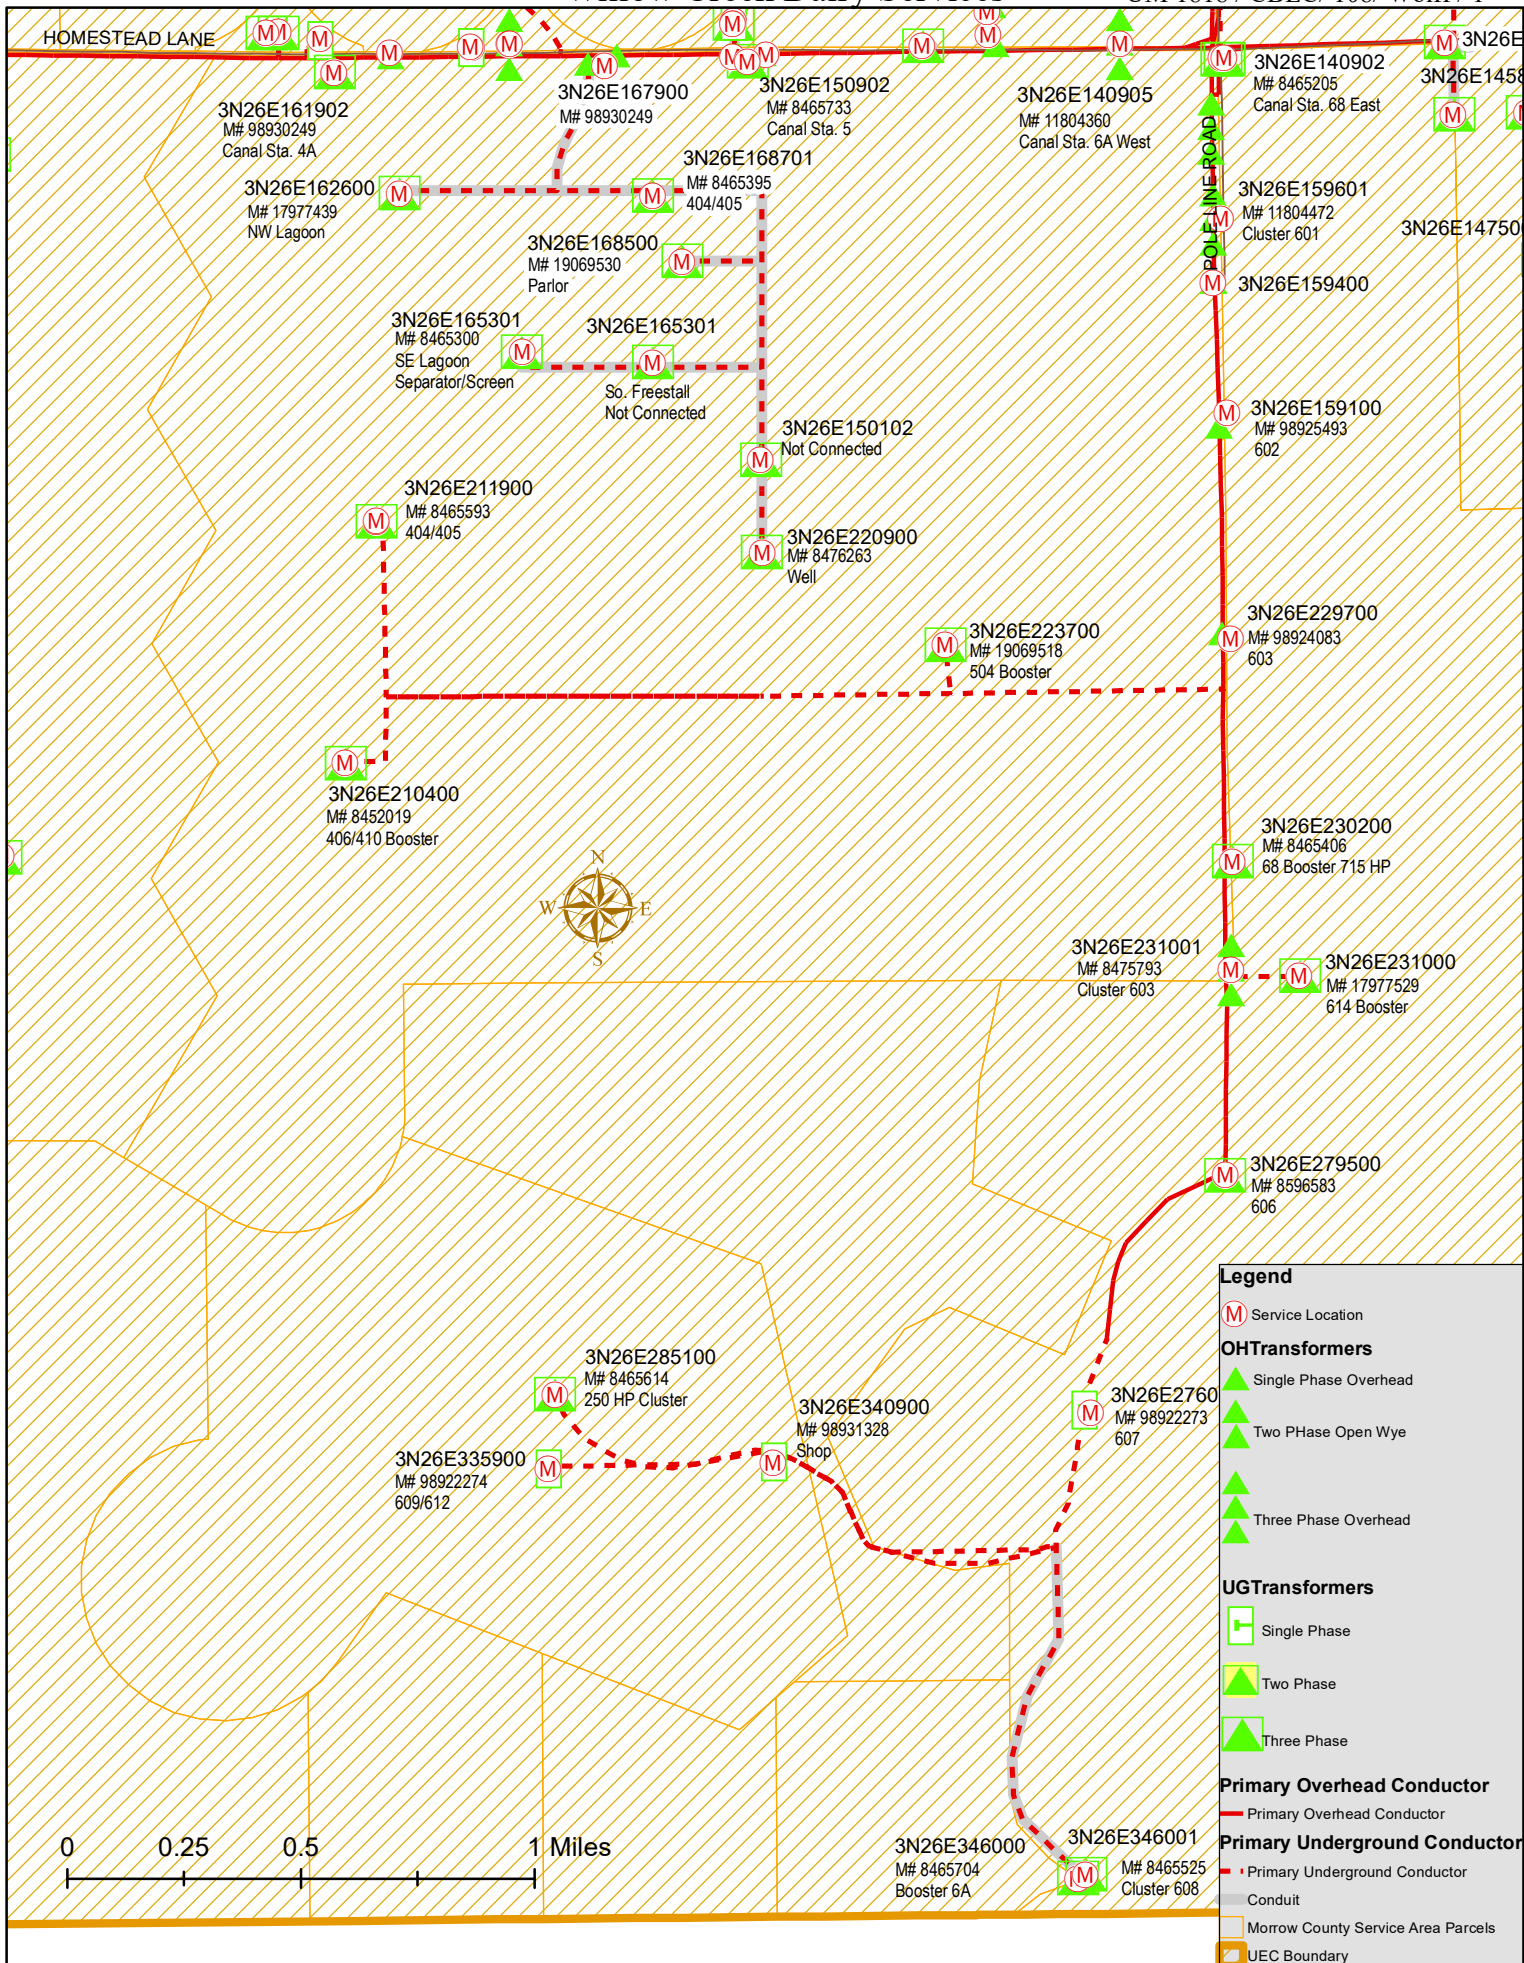 HOMESTEAD LANE
3N26E161902
M# 98930249
Canal Sta. 4A
3N26E167900
M# 98930249
3N26E150902
M# 8465733
Canal Sta. 5
3N26E140905
M# 11804360
Canal Sta. 6A West
3N26E140902
M# 8465205
Canal Sta. 68 East
3N26E
3N26E1458
POLE LINE ROAD
3N26E162600
M# 17977439
NW Lagoon
3N26E168701
M# 8465395
404/405
3N26E159601
M# 11804472
Cluster 601
3N26E147500
3N26E168500
M# 19069530
Parlor
3N26E159400
3N26E165301
M# 8465300
SE Lagoon
Separator/Screen
3N26E165301
So. Freestall
Not Connected
3N26E159100
M# 98925493
602
3N26E150102
Not Connected
3N26E211900
M# 8465593
404/405
3N26E220900
M# 8476263
Well
3N26E223700
M# 19069518
504 Booster
3N26E229700
M# 98924083
603
3N26E210400
M# 8452019
406/410 Booster
3N26E230200
M# 8465406
68 Booster 715 HP
N
W E
S
3N26E231001
M# 8475793
Cluster 603
3N26E231000
M# 17977529
614 Booster
3N26E279500
M# 8596583
606
3N26E285100
M# 8465614
250 HP Cluster
3N26E340900
M# 98931328
Shop
3N26E2760
M# 98922273
607
3N26E335900
M# 98922274
609/612
3N26E346000
M# 8465704
Booster 6A
3N26E346001
M# 8465525
Cluster 608
0 0.25 0.5 1 Miles
Legend
M Service Location
OHTransformers
Single Phase Overhead
Two PHase Open Wye
Three Phase Overhead
UGTransformers
Single Phase
Two Phase
Three Phase
Primary Overhead Conductor
Primary Overhead Conductor
Primary Underground Conductor
Primary Underground Conductor
Conduit
Morrow County Service Area Parcels
UEC Boundary